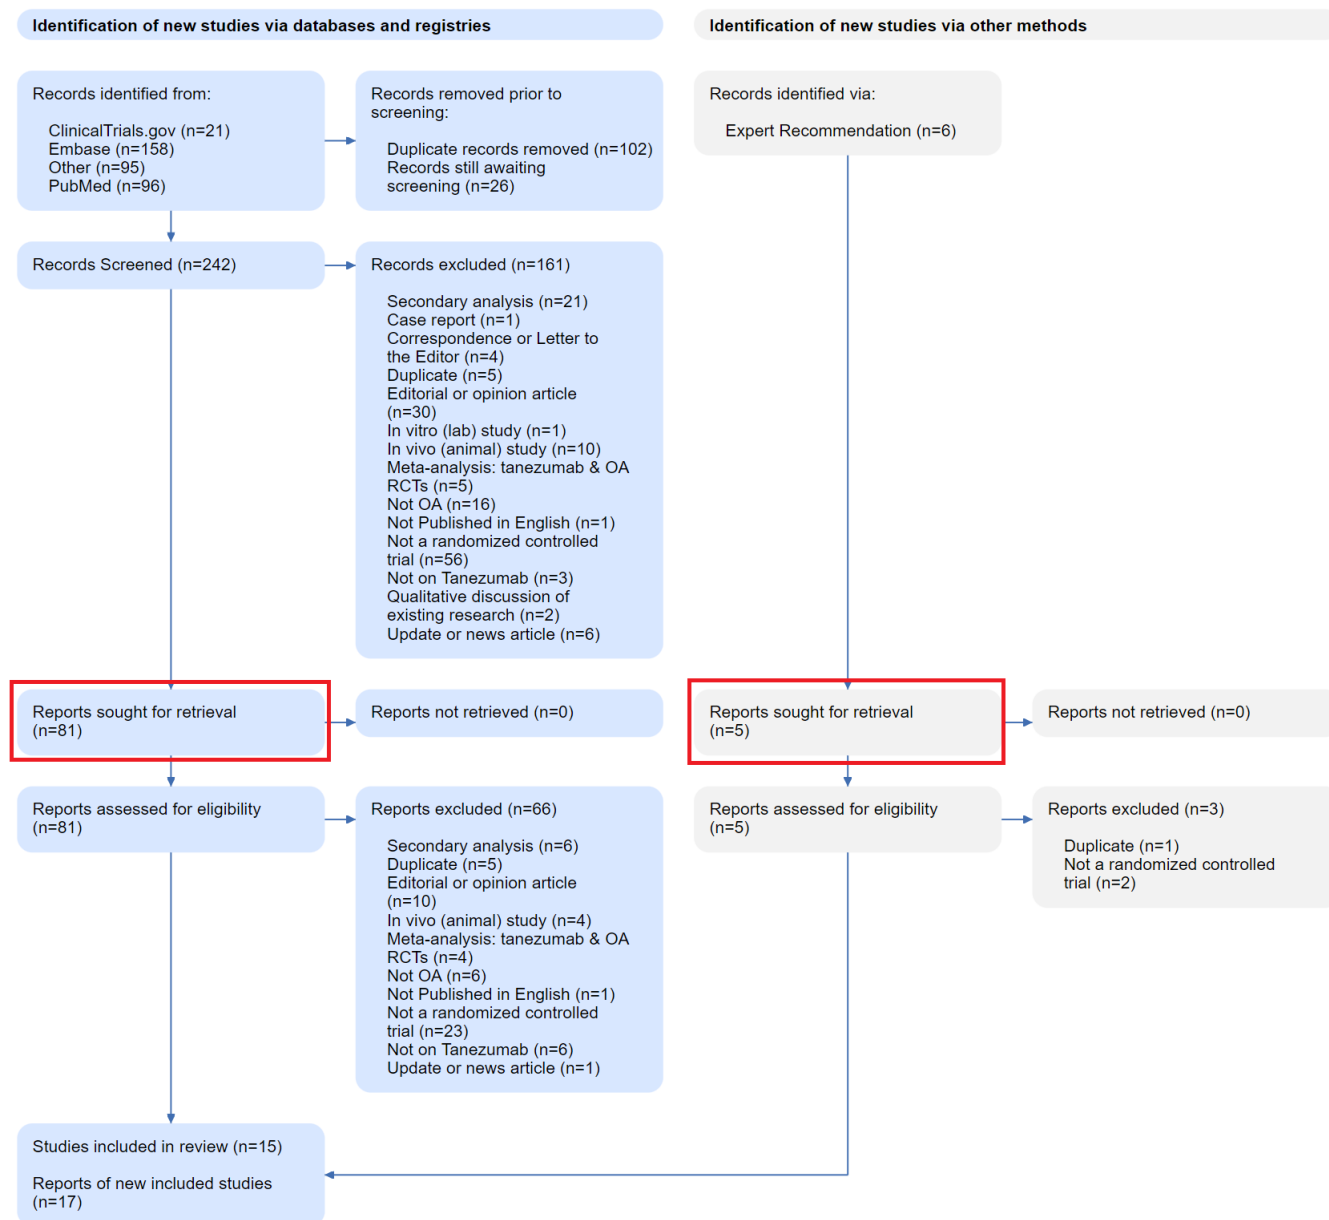 Identification of new studies via databases and registries
Identification of new studies via other methods
Records identified from:
ClinicalTrials.gov (n=21)
Embase (n=158)
Other (n=95)
PubMed (n=96)
Records removed prior to
screening:
Duplicate records removed (n=102)
Records still awaiting
screening (n=26)
Records identified via:
Expert Recommendation (n=6)
Records Screened (n=242)
Records excluded (n=161)
Secondary analysis (n=21)
Case report (n=1)
Correspondence or Letter to
the Editor (n=4)
Duplicate (n=5)
Editorial or opinion article
(n=30)
In vitro (lab) study (n=1)
In vivo (animal) study (n=10)
Meta-analysis: tanezumab & OA
RCTs (n=5)
Not OA (n=16)
Not Published in English (n=1)
Not a randomized controlled
trial (n=56)
Not on Tanezumab (n=3)
Qualitative discussion of
existing research (n=2)
Update or news article (n=6)
Reports sought for retrieval
(n=81)
Reports not retrieved (n=0)
Reports sought for retrieval
(n=5)
Reports not retrieved (n=0)
Reports assessed for eligibility
(n=81)
Reports excluded (n=66)
Secondary analysis (n=6)
Duplicate (n=5)
Editorial or opinion article
(n=10)
In vivo (animal) study (n=4)
Meta-analysis: tanezumab & OA
RCTs (n=4)
Not OA (n=6)
Not Published in English (n=1)
Not a randomized controlled
trial (n=23)
Not on Tanezumab (n=6)
Update or news article (n=1)
Reports assessed for eligibility
(n=5)
Reports excluded (n=3)
Duplicate (n=1)
Not a randomized controlled
trial (n=2)
Studies included in review (n=15)
Reports of new included studies
(n=17)